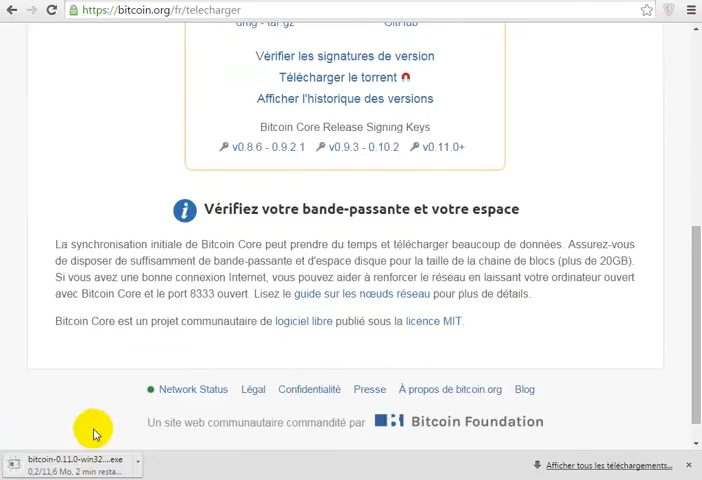 https://bitcoin.org/fr/telecharger
dmg - tar gz GitHub
Vérifier les signatures de version
Télécharger le torrent
Afficher l'historique des versions
Bitcoin Core Release Signing Keys
v0.8.6 - 0.9.2.1 v0.9.3 - 0.10.2 v0.11.0+
Vérifiez votre bande-passante et votre espace
La synchronisation initiale de Bitcoin Core peut prendre du temps et télécharger beaucoup de données. Assurez-vous
de disposer de suffisamment de bande-passante et d'espace disque pour la taille de la chaine de blocs (plus de 20GB).
Si vous avez une bonne connexion Internet, vous pouvez aider à renforcer le réseau en laissant votre ordinateur ouvert
avec Bitcoin Core et le port 8333 ouvert. Lisez le guide sur les nœuds réseau pour plus de détails.
Bitcoin Core est un projet communautaire de logiciel libre publié sous la licence MIT.
Network Status Légal Confidentialité Presse À propos de bitcoin.org Blog
Un site web communautaire commandité par Bitcoin Foundation
bitcoin-0.11.0-win32....exe
0,2/11,6 Mo, 2 min resta...
Afficher tous les téléchargements...